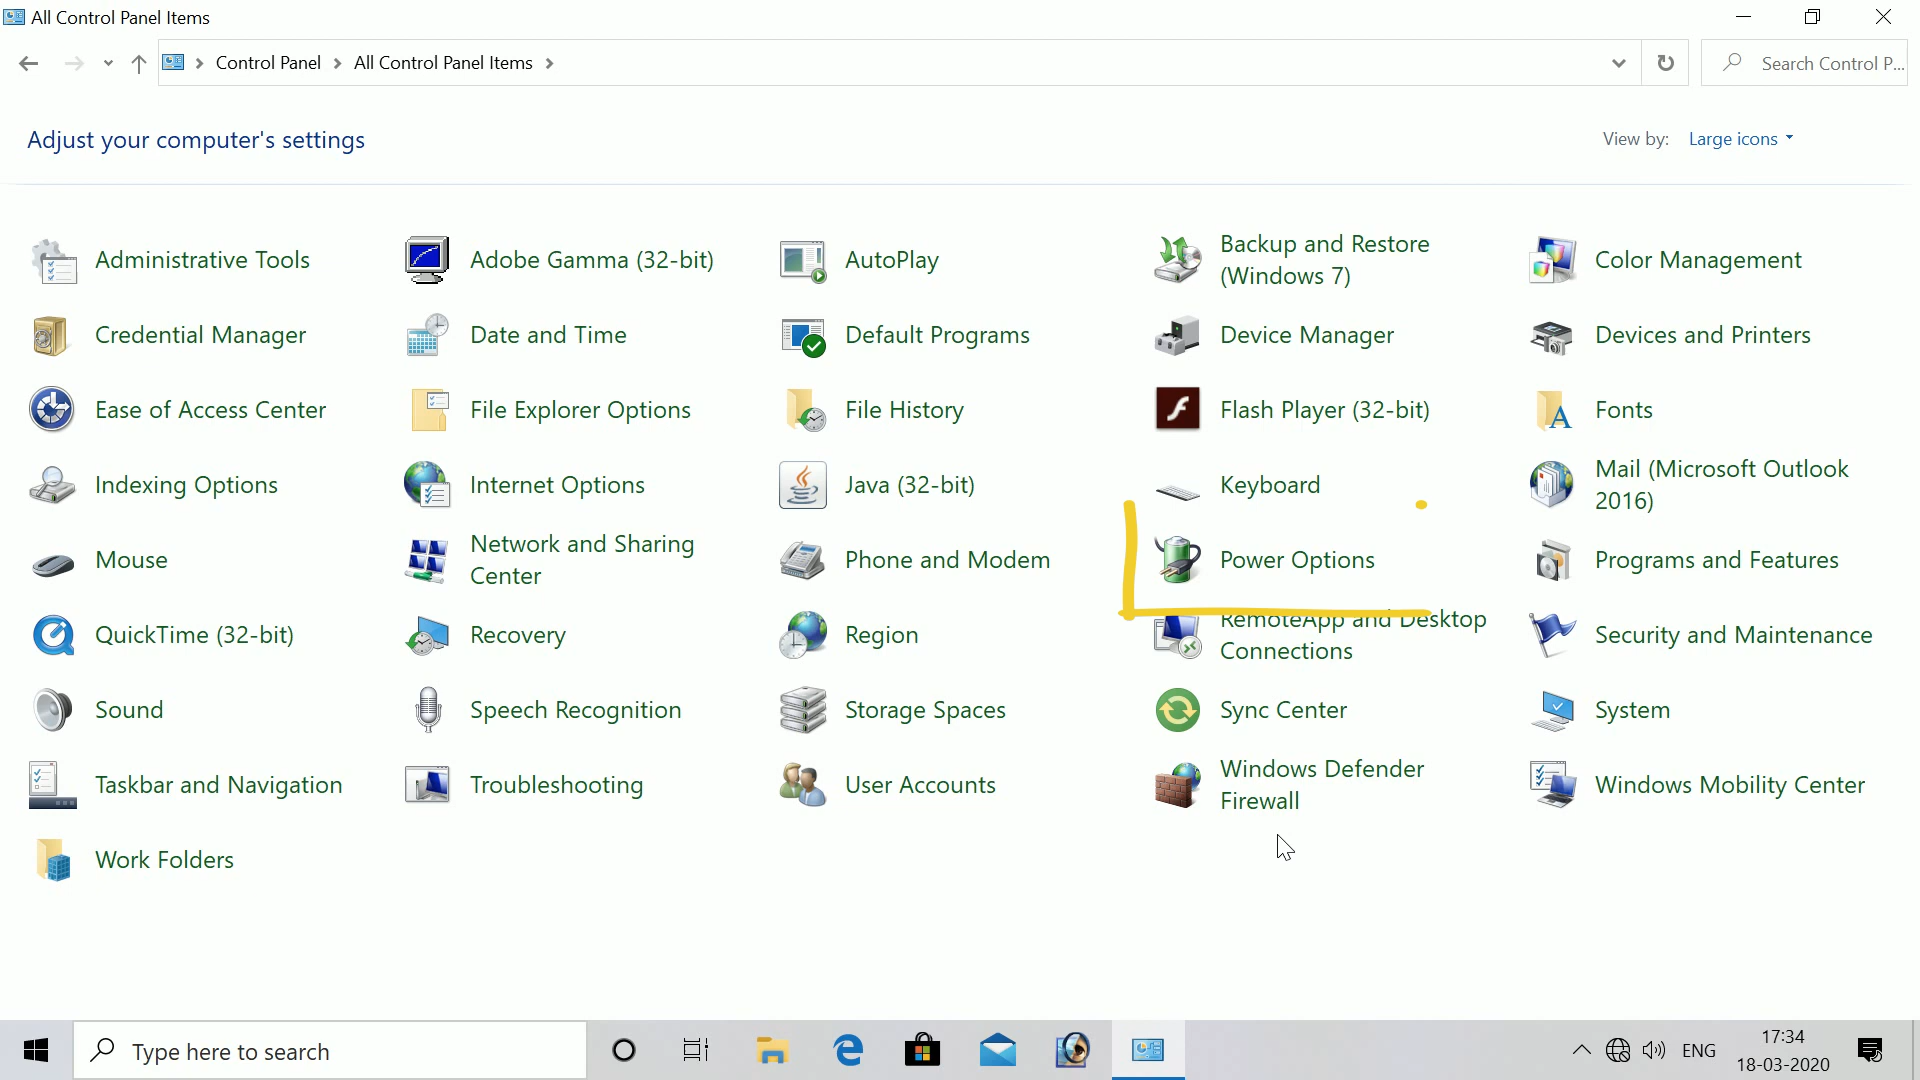 All Control Panel Items
Control Panel > All Control Panel Items >
Search Control P...
Adjust your computer's settings
View by: Large icons
Administrative Tools
Adobe Gamma (32-bit)
AutoPlay
Backup and Restore
(Windows 7)
Color Management
Credential Manager
Date and Time
Default Programs
Device Manager
Devices and Printers
Ease of Access Center
File Explorer Options
File History
Flash Player (32-bit)
Fonts
Indexing Options
Internet Options
Java (32-bit)
Keyboard
Mail (Microsoft Outlook
2016)
Mouse
Network and Sharing
Center
Phone and Modem
Power Options
Programs and Features
QuickTime (32-bit)
Recovery
Region
RemoteApp and Desktop
Connections
Security and Maintenance
Sound
Speech Recognition
Storage Spaces
Sync Center
System
Taskbar and Navigation
Troubleshooting
User Accounts
Windows Defender
Firewall
Windows Mobility Center
Work Folders
Type here to search
ENG
17:34
18-03-2020